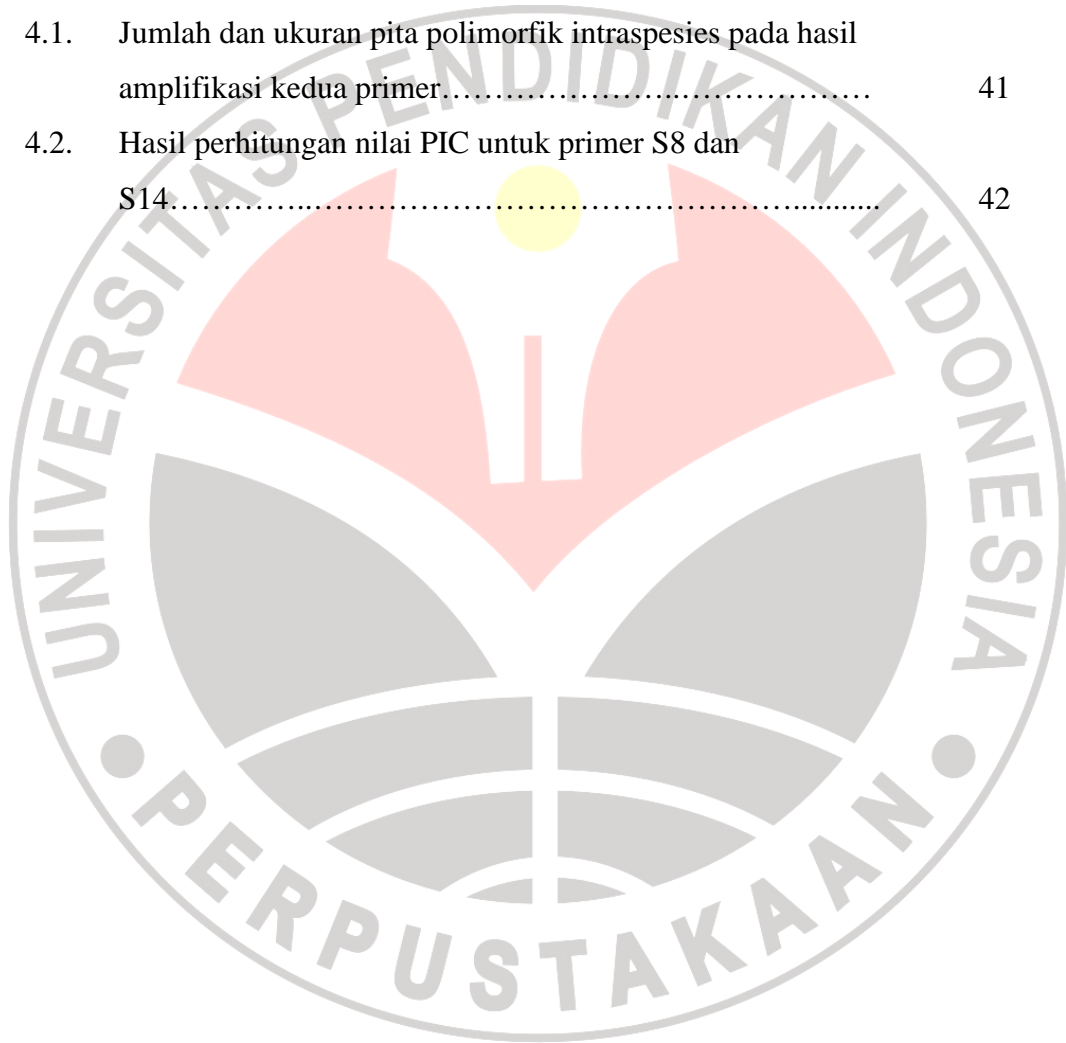 4.1. Jumlah dan ukuran pita polimorfik intraspesies pada hasil
amplifikasi kedua primer…………………..……………… 41
4.2. Hasil perhitungan nilai PIC untuk primer S8 dan
S14…………..………………………………………........... 42
UNIVERSITAS PENDIDIKAN INDONESIA
PERPUSTAKAAN